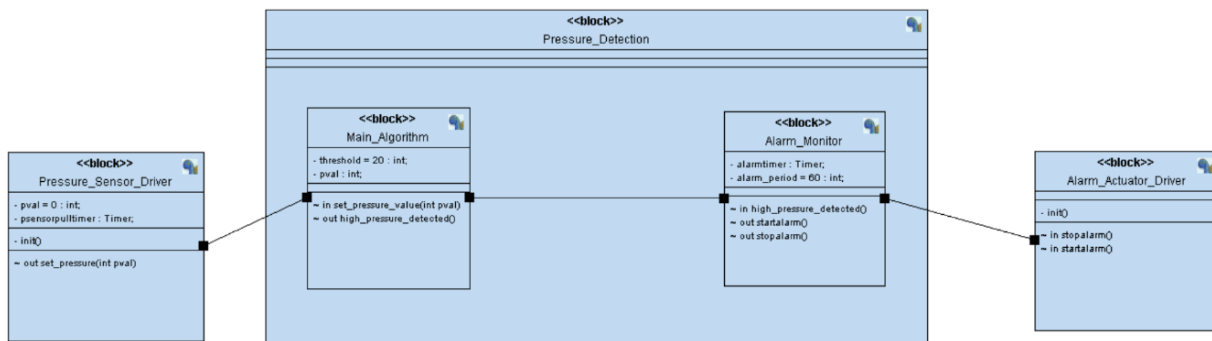 <<block>>
Pressure_Detection
<<block>>
Main_Algorithm
- threshold = 20 : int;
- pval : int;
~ in set_pressure_value(int pval)
~ out high_pressure_detected()
<<block>>
Alarm_Monitor
- alarmtimer : Timer;
- alarm_period = 60 : int;
~ in high_pressure_detected()
~ out startalarm()
~ out stopalarm()
<<block>>
Pressure_Sensor_Driver
- pval = 0 : int;
- psensorpulltimer : Timer;
- init()
~ out set_pressure(int pval)
<<block>>
Alarm_Actuator_Driver
- init()
~ in stopalarm()
~ in startalarm()